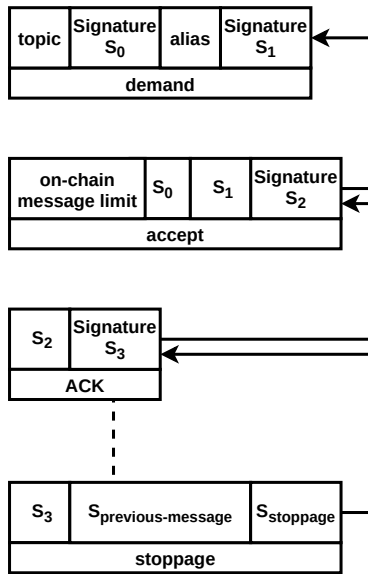 topic
Signature
S0
alias
Signature
S1
demand
on-chain
message limit
S0
S1
Signature
S2
accept
S2
Signature
S3
ACK
S3
Sprevious-message
Sstoppage
stoppage